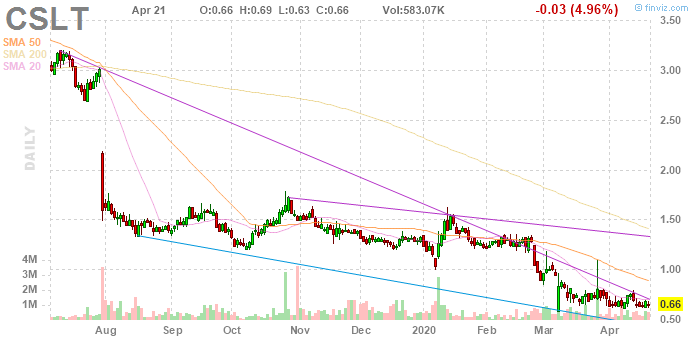 CSLT
Apr 21 O:0.66 H:0.69 L:0.63 C:0.66 Vol:583.07K -0.03 (4.96%)
© finviz.com
SMA 50
SMA 200
SMA 20
DAILY
3.50
3.00
2.50
2.00
1.50
1.00
0.66
0.50
4M
3M
2M
1M
Aug Sep Oct Nov Dec 2020 Feb Mar Apr